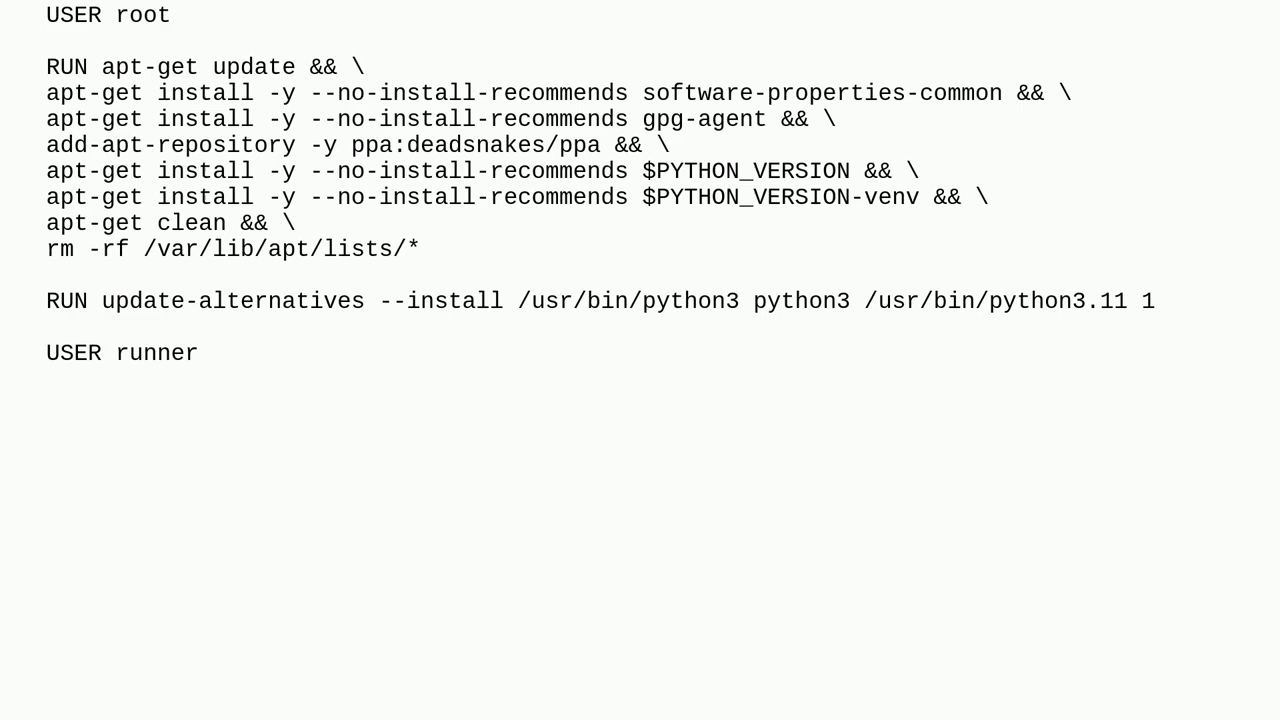 USER root
RUN apt-get update && \
apt-get install -y --no-install-recommends software-properties-common && \
apt-get install -y --no-install-recommends gpg-agent && \
add-apt-repository -y ppa:deadsnakes/ppa && \
apt-get install -y --no-install-recommends $PYTHON_VERSION && \
apt-get install -y --no-install-recommends $PYTHON_VERSION-venv && \
apt-get clean && \
rm -rf /var/lib/apt/lists/*
RUN update-alternatives --install /usr/bin/python3 python3 /usr/bin/python3.11 1
USER runner